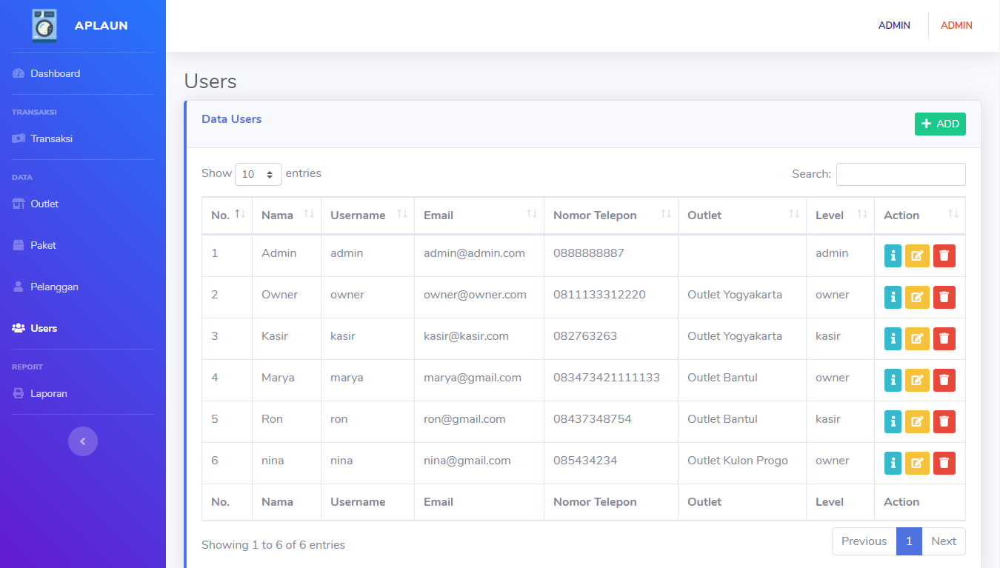 APLAUN
ADMIN ADMIN
Dashboard
TRANSAKSI
Transaksi
DATA
Outlet
Paket
Pelanggan
Users
REPORT
Laporan
Users
Data Users
ADD
Show 10 entries
Search:
No. Nama Username Email Nomor Telepon Outlet Level Action
1 Admin admin admin@admin.com 0888888887 admin
2 Owner owner owner@owner.com 0811133312220 Outlet Yogyakarta owner
3 Kasir kasir kasir@kasir.com 082763263 Outlet Yogyakarta kasir
4 Marya marya marya@gmail.com 083473421111133 Outlet Bantul owner
5 Ron ron ron@gmail.com 08437348754 Outlet Bantul kasir
6 nina nina nina@gmail.com 085434234 Outlet Kulon Progo owner
No. Nama Username Email Nomor Telepon Outlet Level Action
Showing 1 to 6 of 6 entries
Previous 1 Next